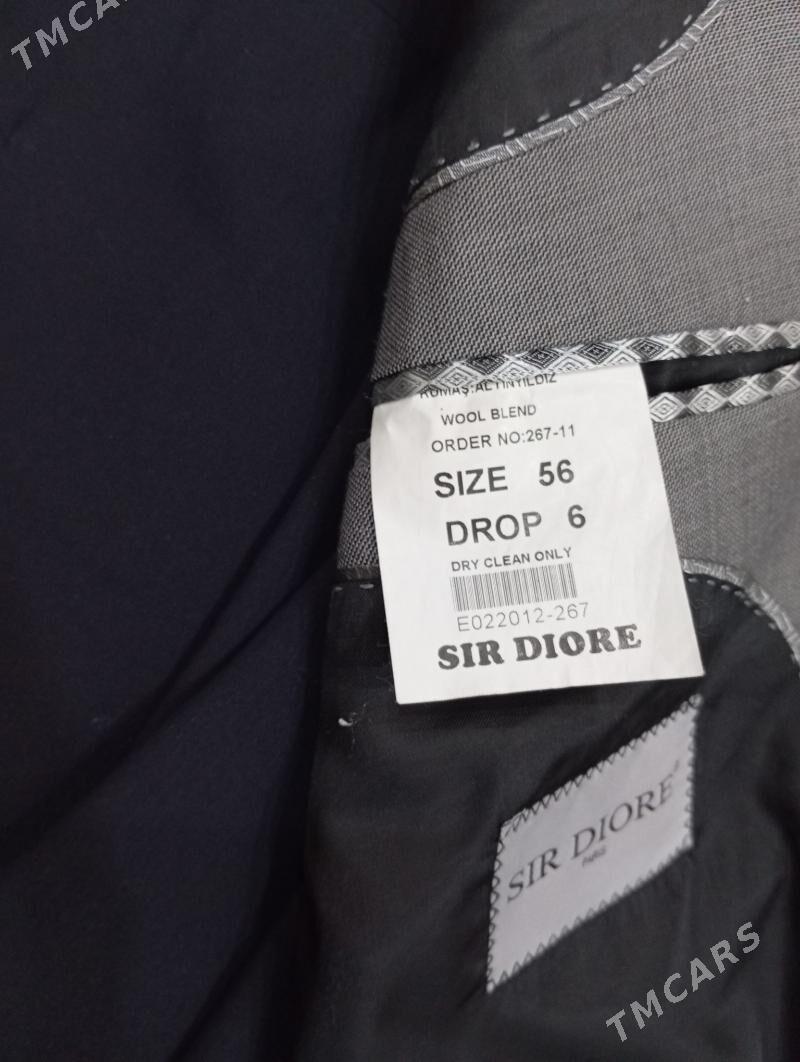 TMCARS
KUMAŞ:ALTINYILDIZ
WOOL BLEND
ORDER NO:267-11
SIZE 56
DROP 6
DRY CLEAN ONLY
E022012-267
SIR DIORE
SIR DIORE
PARIS
TMCARS